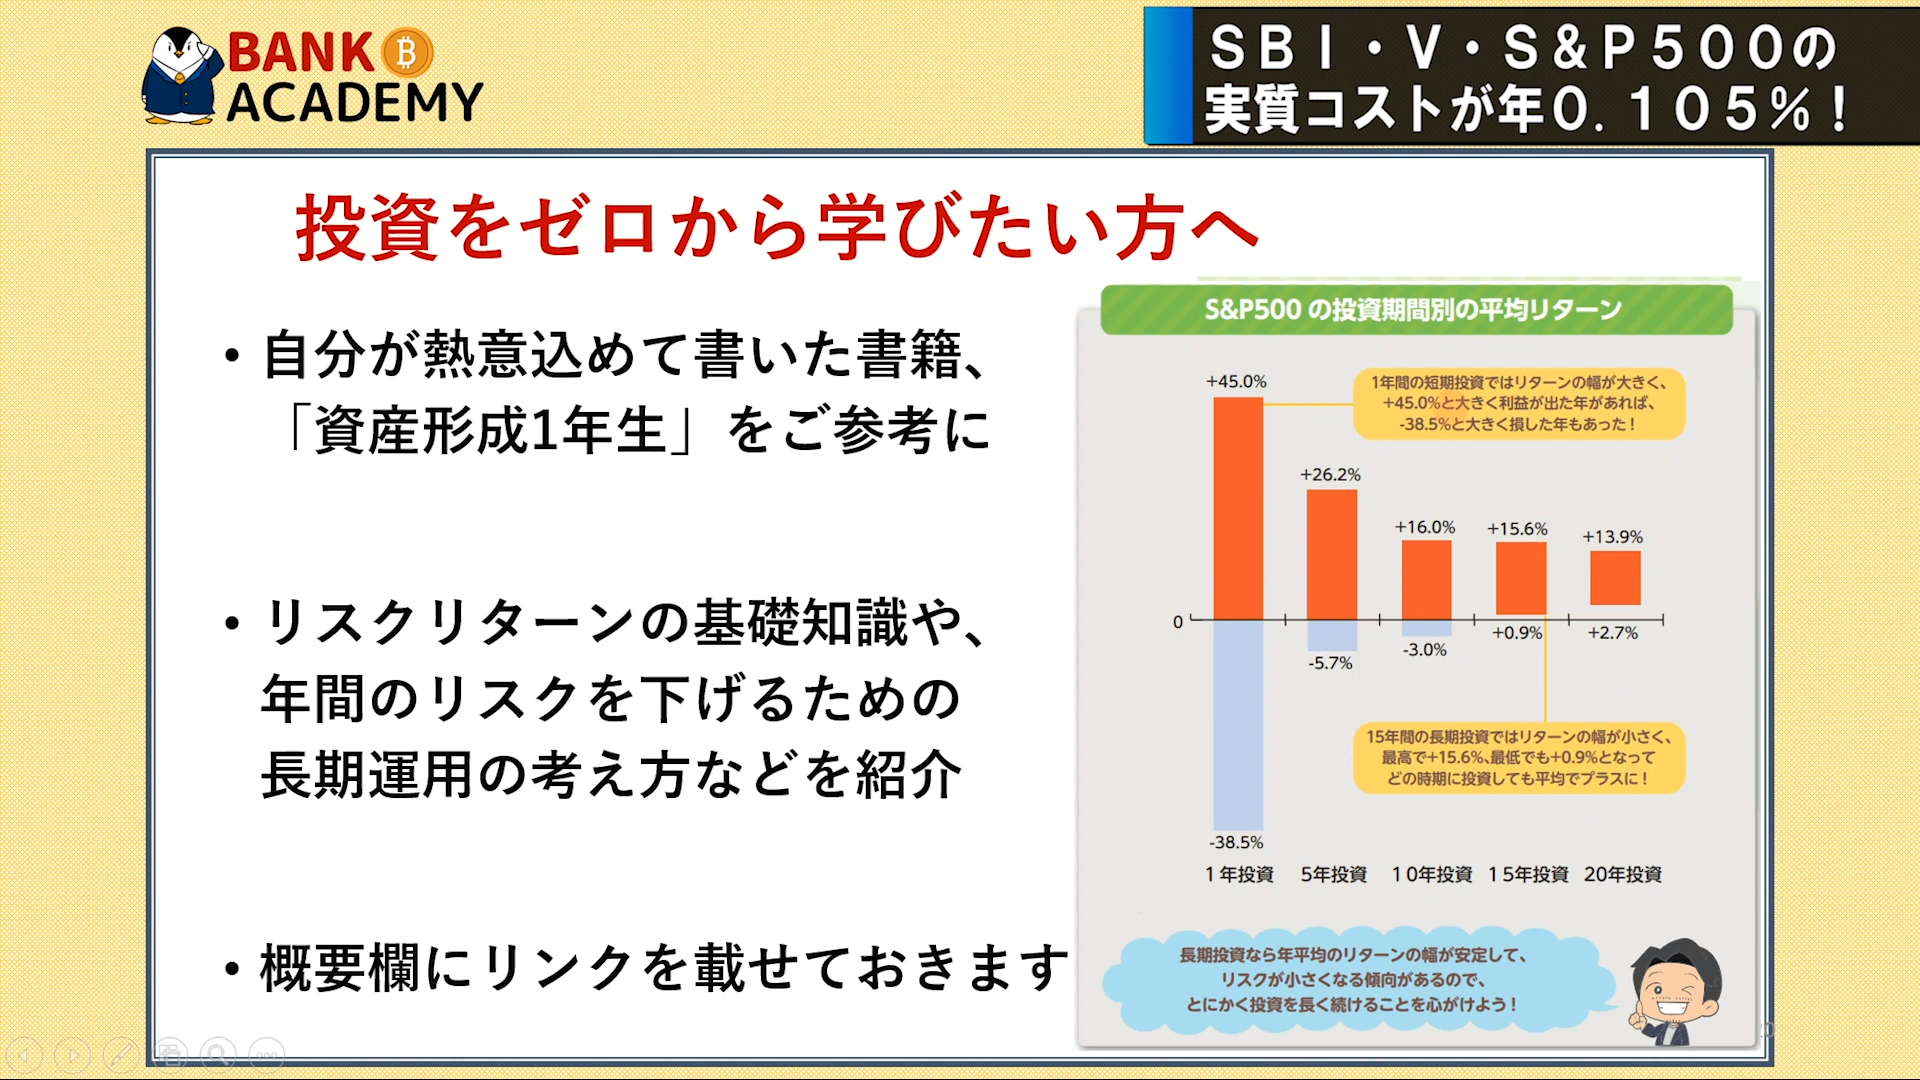 BANK
ACADEMY
SBI・V・S&P500の
実質コストが年0.105%!
投資をゼロから学びたい方へ
• 自分が熱意込めて書いた書籍、
「資産形成1年生」をご参考に
• リスクリターンの基礎知識や、
年間のリスクを下げるための
長期運用の考え方などを紹介
• 概要欄にリンクを載せておきます
S&P500 の投資期間別の平均リターン
+45.0%
1年間の短期投資ではリターンの幅が大きく、
+45.0%と大きく利益が出た年があれば、
-38.5%と大きく損した年もあった!
+26.2%
+16.0%
+15.6%
+13.9%
0
-5.7%
-3.0%
+0.9%
+2.7%
15年間の長期投資ではリターンの幅が小さく、
最高で+15.6%、最低でも+0.9%となって
どの時期に投資しても平均でプラスに!
-38.5%
1年投資 5年投資 10年投資 15年投資 20年投資
長期投資なら年平均のリターンの幅が安定して、
リスクが小さくなる傾向があるので、
とにかく投資を長く続けることを心がけよう!